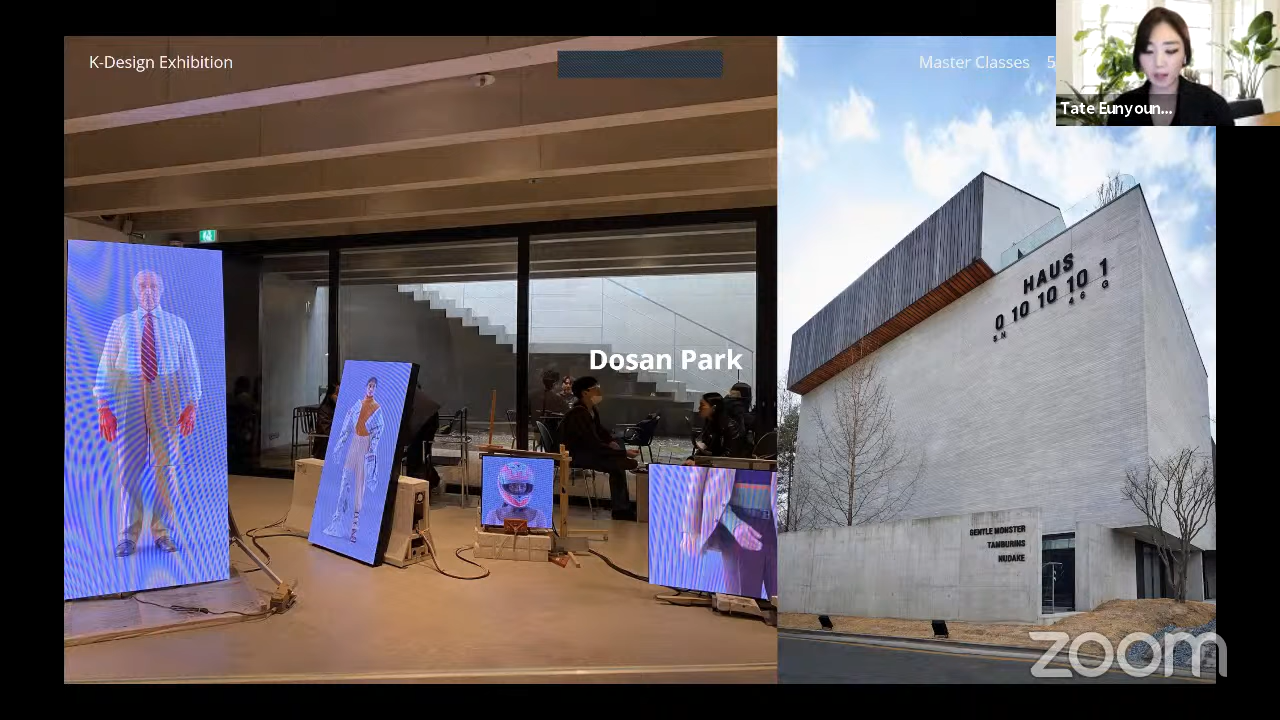 K-Design Exhibition
Master Classes 5
Tate Eunyoun...
Dosan Park
HAUS
0 10 10 10 1
GENTLE MONSTER
TAMBURINS
NUDAKE
zoom